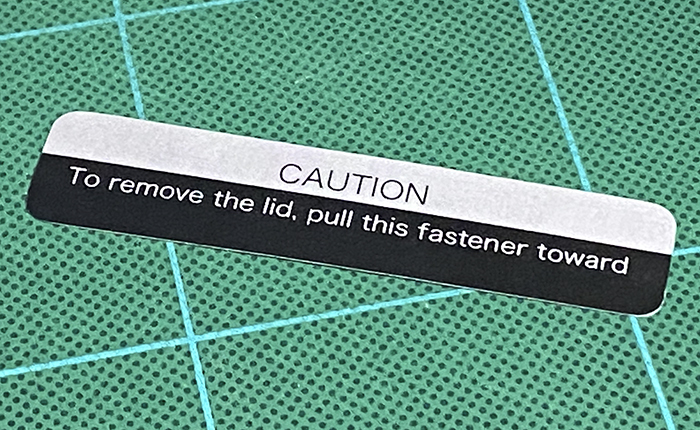 CAUTION
To remove the lid, pull this fastener toward